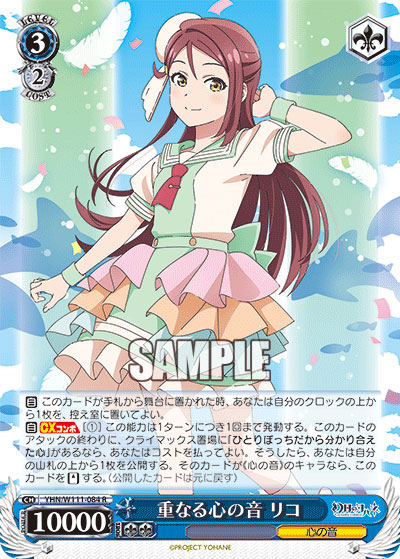 LEVEL
3
2
COST
SAMPLE
自 このカードが手札から舞台に置かれた時、あなたは自分のクロックの上か
ら1枚を、控え室に置いてよい。
自 CXコンボ [①] この能力は1ターンにつき1回まで発動する。このカードの
アタックの終わりに、クライマックス置場に「ひとりぼっちだから分かり合え
た心」があるなら、あなたはコストを払ってよい。そうしたら、あなたは自分
の山札の上から1枚を公開する。そのカードが《心の音》のキャラなら、このカ
ードを【スタンド】する。(公開したカードは元に戻す)
CH YHN/W111-084 R
10000
重なる心の音 リコ
心の音
©PROJECT YOHANE